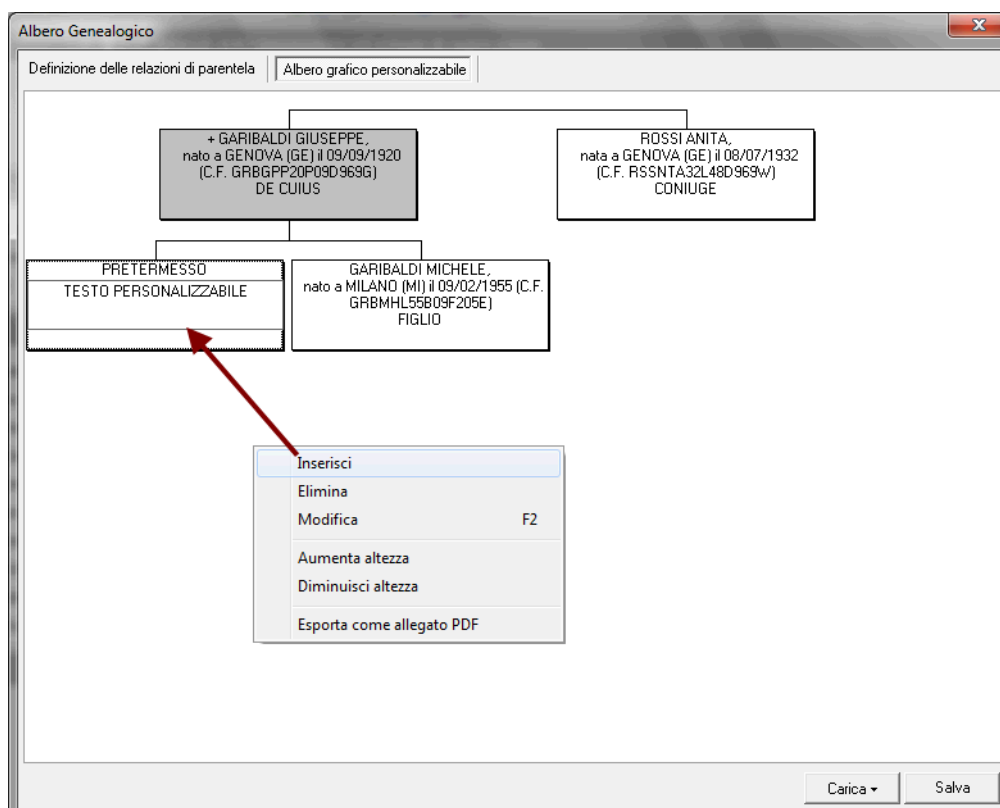 Albero Genealogico
Definizione delle relazioni di parentela
Albero grafico personalizzabile
+ GARIBALDI GIUSEPPE,
nato a GENOVA (GE) il 09/09/1920
(C.F. GRBGPP20P09D969G)
DE CUIUS
ROSSI ANITA,
nata a GENOVA (GE) il 08/07/1932
(C.F. RSSNTA32L48D969W)
CONIUGE
PRETERMESSO
TESTO PERSONALIZZABILE
GARIBALDI MICHELE,
nato a MILANO (MI) il 09/02/1955 (C.F.
GRBMHL55B09F205E)
FIGLIO
Inserisci
Elimina
Modifica F2
Aumenta altezza
Diminuisci altezza
Esporta come allegato PDF
Carica
Salva